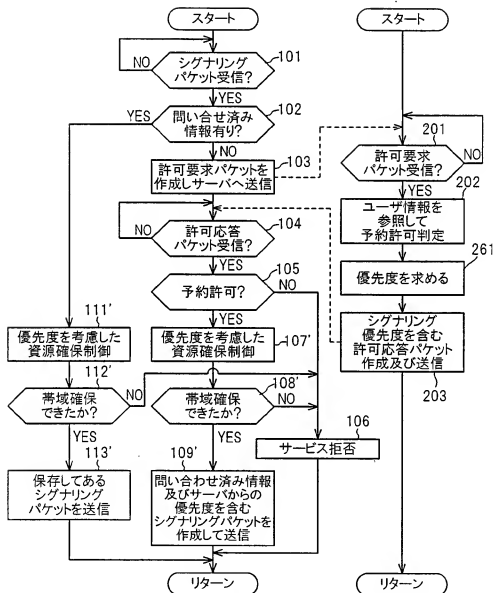 スタート
101
シグナリング
パケット受信?
NO
YES
102
問い合せ済み
情報有り?
YES
NO
103
許可要求パケットを
作成しサーバへ送信
104
許可応答
パケット受信?
NO
YES
105
予約許可?
NO
YES
111'
優先度を考慮した
資源確保制御
107'
優先度を考慮した
資源確保制御
112'
帯域確保
できたか?
NO
YES
108'
帯域確保
できたか?
NO
YES
106
サービス拒否
113'
保存してある
シグナリング
パケットを送信
109'
問い合わせ済み情報
及びサーバからの
優先度を含む
シグナリングパケットを
作成して送信
リターン
スタート
201
許可要求
パケット受信?
NO
YES
202
ユーザ情報を
参照して
予約許可判定
261
優先度を求める
シグナリング
優先度を含む
許可応答パケット
作成及び送信
203
リターン